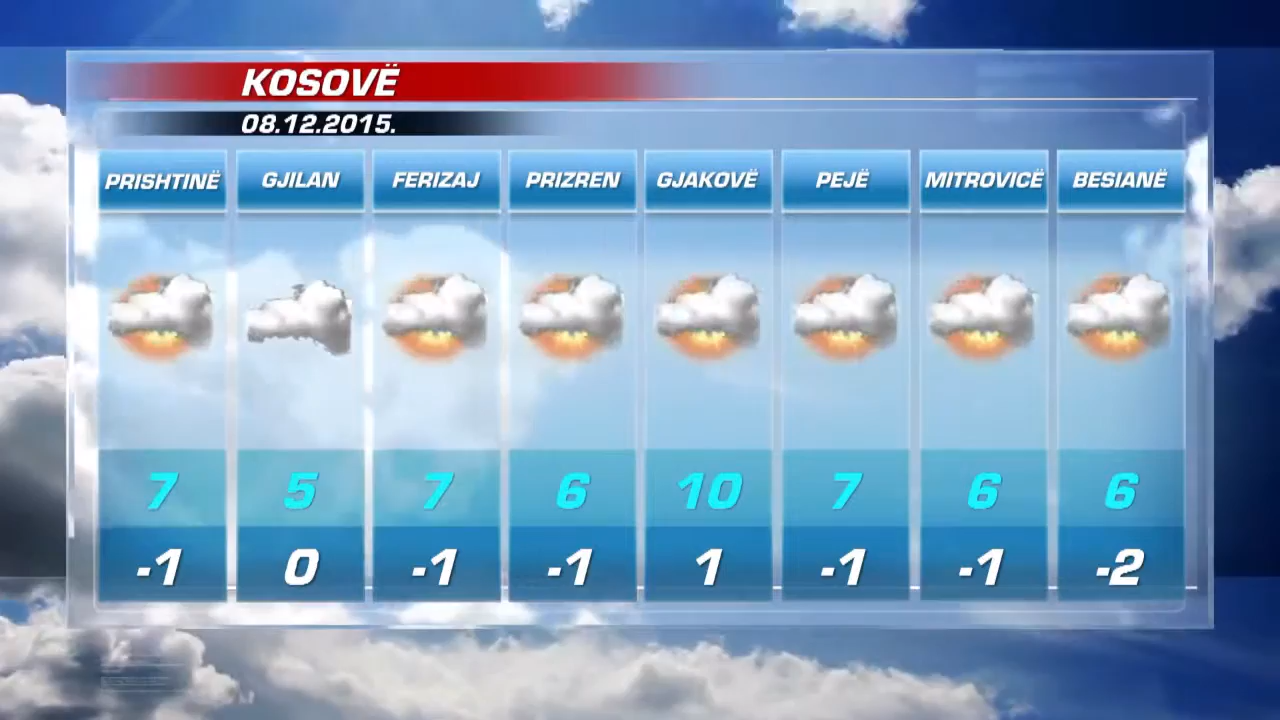 KOSOVË
08.12.2015.
PRISHTINË GJILAN FERIZAJ PRIZREN GJAKOVË PEJË MITROVICË BESIANË
7 5 7 6 10 7 6 6
-1 0 -1 -1 1 -1 -1 -2